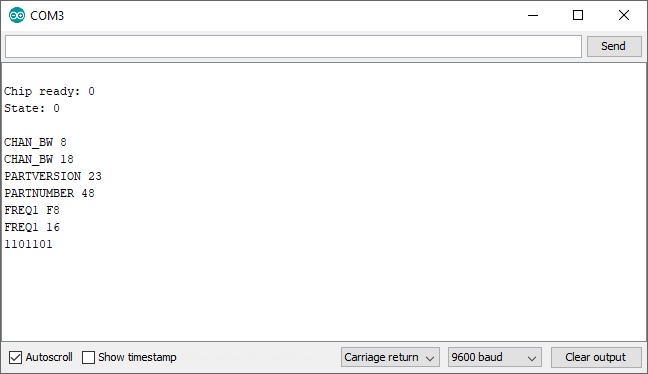 COM3
Send
Chip ready: 0
State: 0
CHAN_BW 8
CHAN_BW 18
PARTVERSION 23
PARTNUMBER 48
FREQ1 F8
FREQ1 16
1101101
Autoscroll Show timestamp Carriage return 9600 baud Clear output